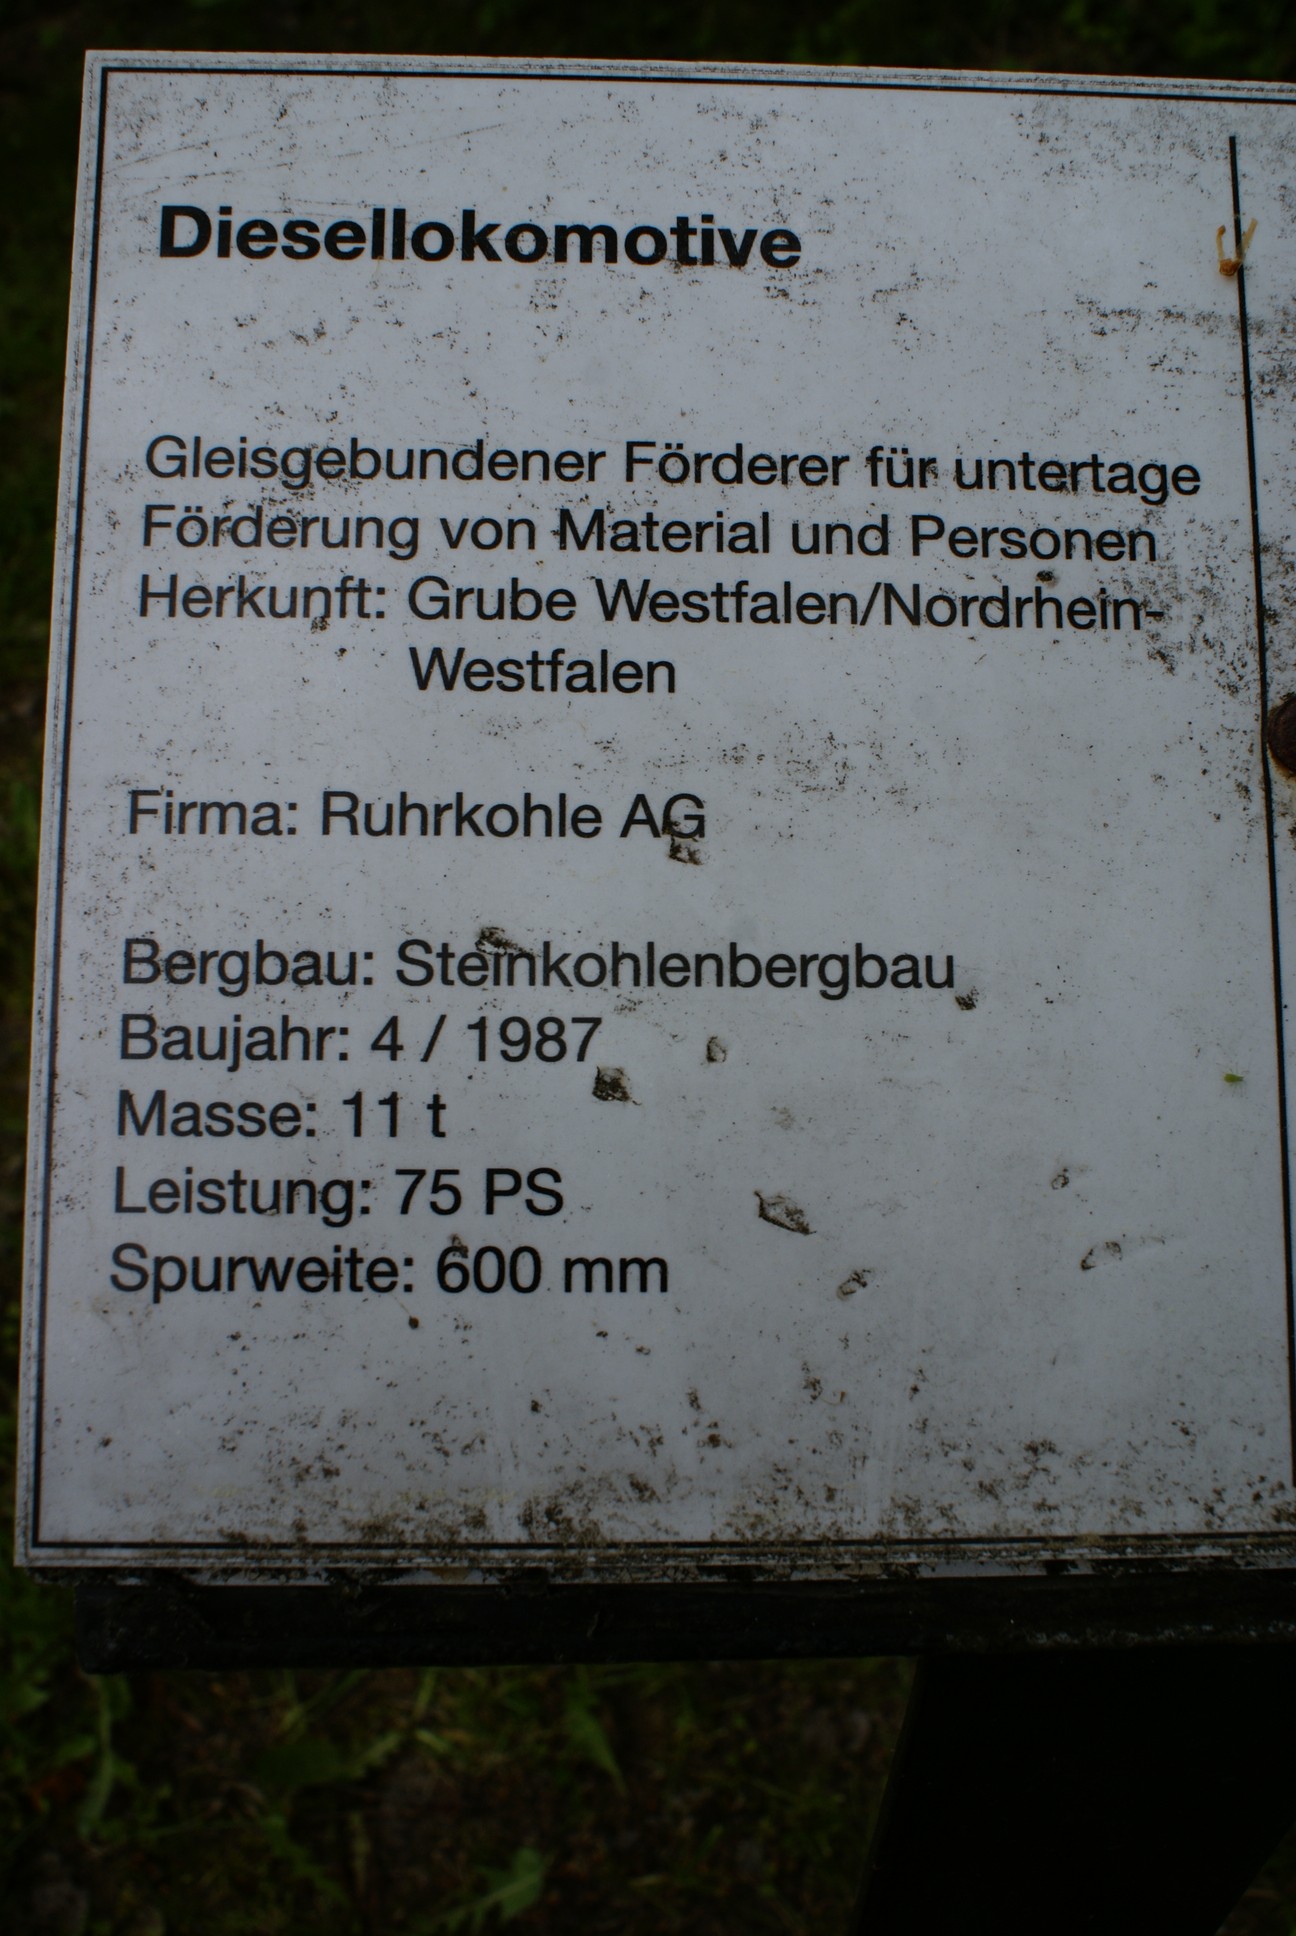 Diesellokomotive
Gleisgebundener Förderer für untertage
Förderung von Material und Personen
Herkunft: Grube Westfalen/Nordrhein-
Westfalen
Firma: Ruhrkohle AG
Bergbau: Steinkohlenbergbau
Baujahr: 4 / 1987
Masse: 11 t
Leistung: 75 PS
Spurweite: 600 mm